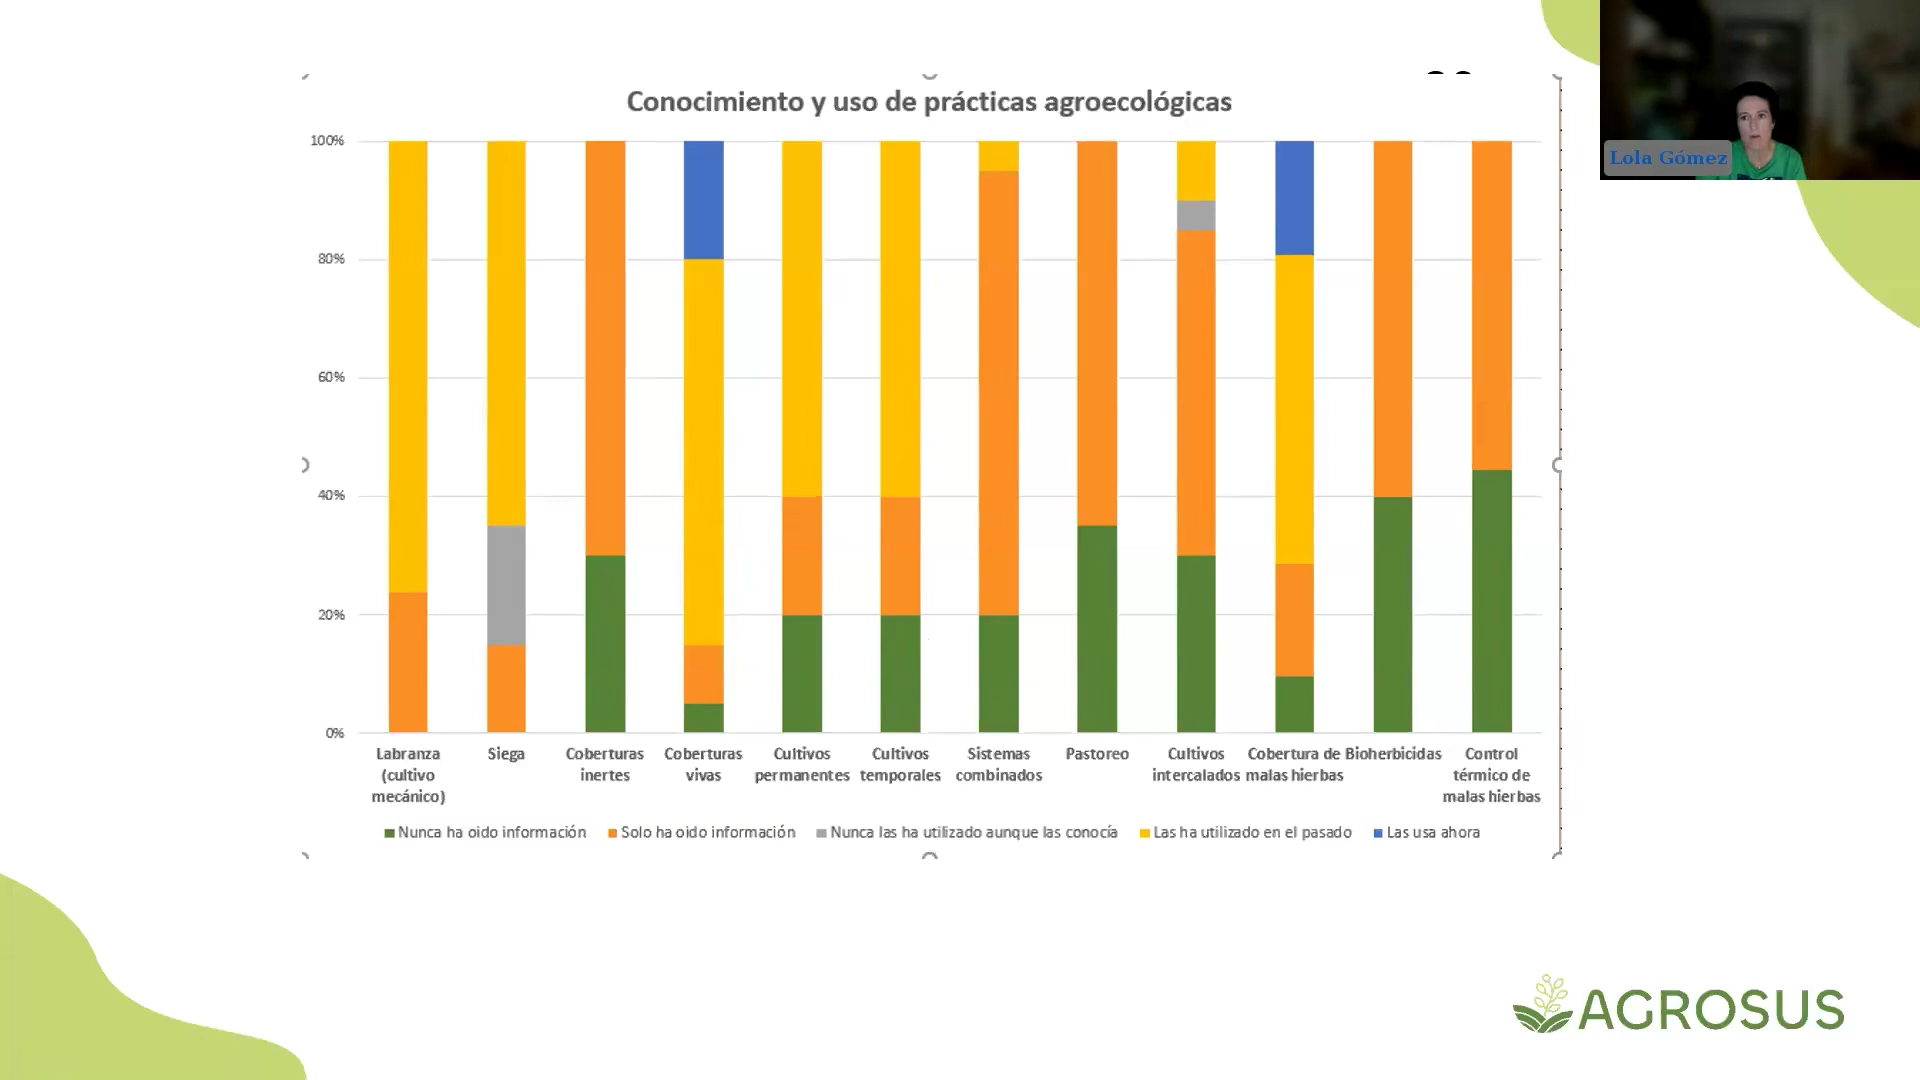 Lola Gómez
Conocimiento y uso de prácticas agroecológicas
100%
80%
60%
40%
20%
0%
Labranza
(cultivo
mecánico)
Siega
Coberturas
inertes
Coberturas
vivas
Cultivos
permanentes
Cultivos
temporales
Sistemas
combinados
Pastoreo
Cultivos
intercalados
Cobertura de
malas hierbas
Bioherbicidas
Control
térmico de
malas hierbas
Nunca ha oido información
Solo ha oido información
Nunca las ha utilizado aunque las conocía
Las ha utilizado en el pasado
Las usa ahora
AGROSUS